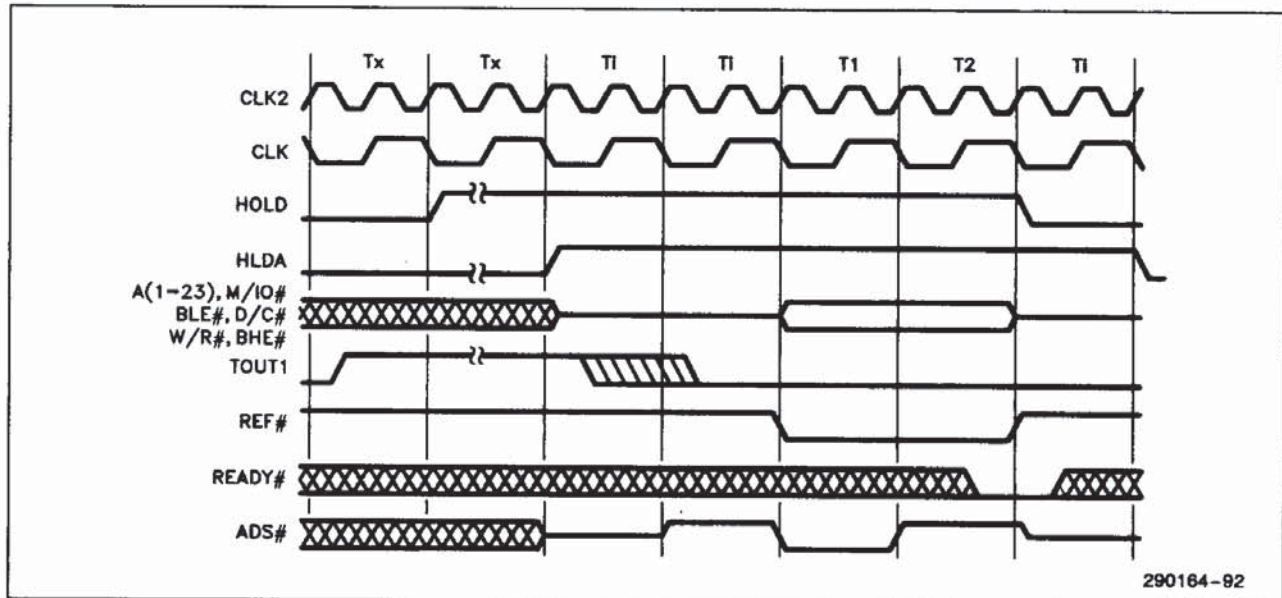 Tx Tx Ti Ti T1 T2 Ti
CLK2
CLK
HOLD
HLDA
A(1-23), M/IO#
BLE#, D/C#
W/R#, BHE#
TOUT1
REF#
READY#
ADS#
290164-92